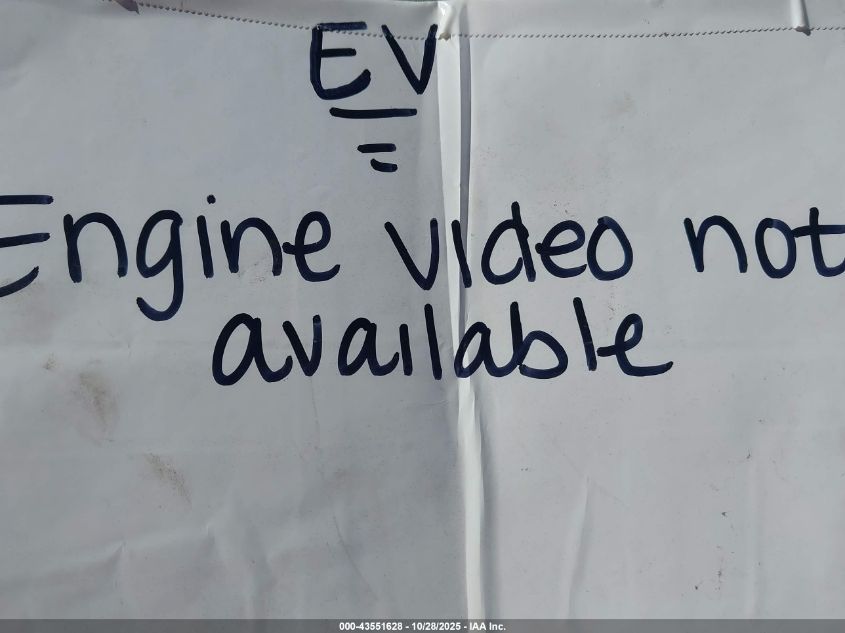 EV
Engine video not
available
000-43551628 - 10/28/2025 - IAA Inc.